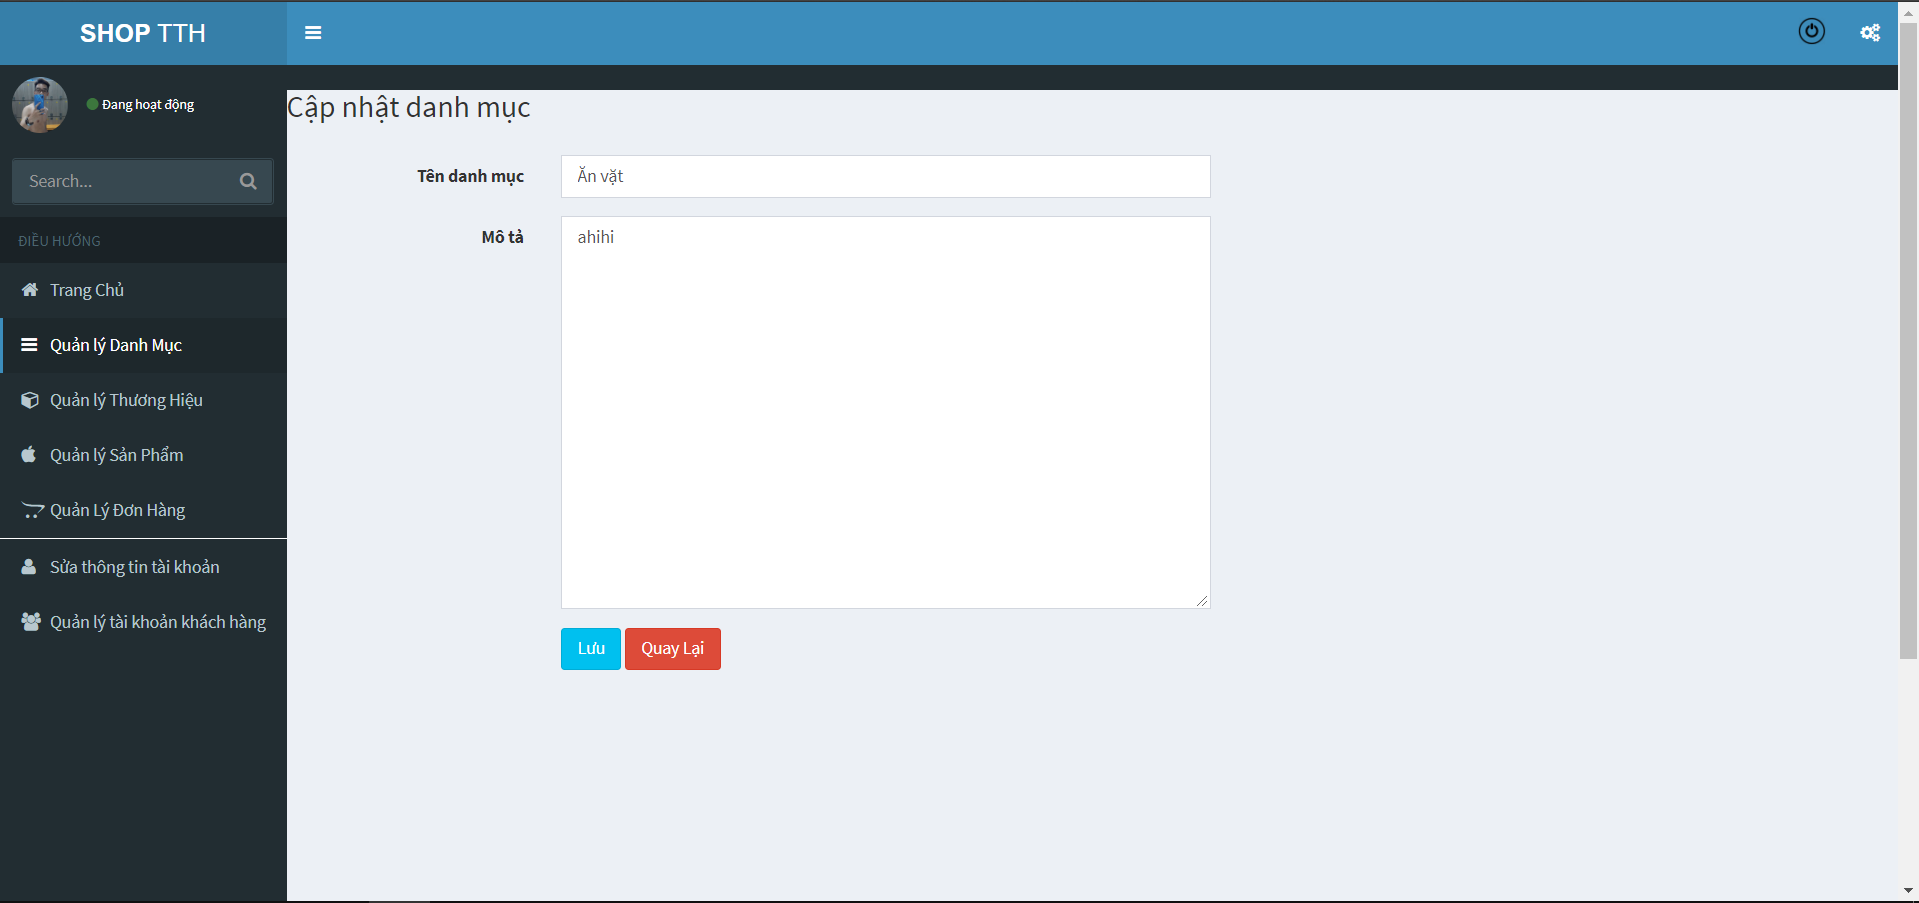 SHOP TTH
Đang hoạt động
Search...
ĐIỀU HƯỚNG
Trang Chủ
Quản lý Danh Mục
Quản lý Thương Hiệu
Quản lý Sản Phẩm
Quản Lý Đơn Hàng
Sửa thông tin tài khoản
Quản lý tài khoản khách hàng
Cập nhật danh mục
Tên danh mục
Ăn vặt
Mô tả
ahihi
Lưu
Quay Lại